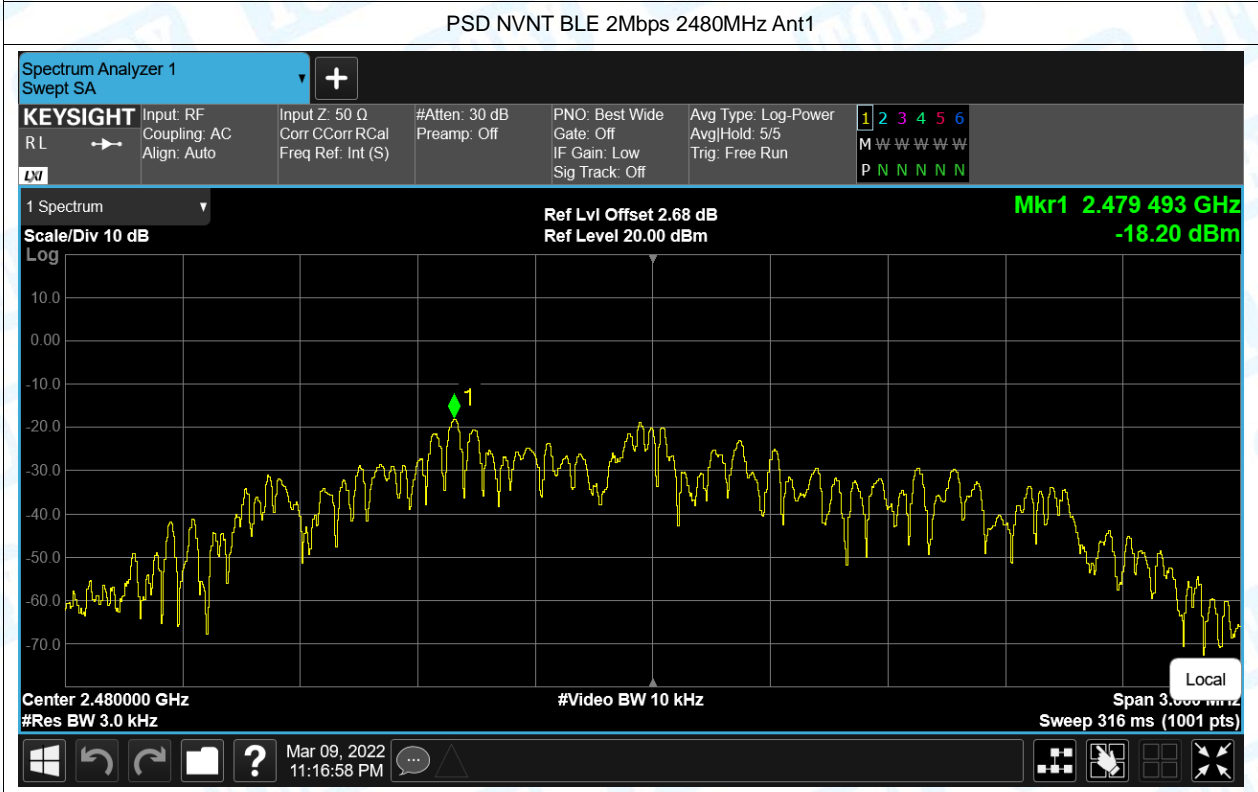 PSD NVNT BLE 2Mbps 2480MHz Ant1
Spectrum Analyzer 1
Swept SA
KEYSIGHT
R L
LXI
Input: RF
Coupling: AC
Align: Auto
Input Z: 50 Ω
Corr CCorr RCal
Freq Ref: Int (S)
#Atten: 30 dB
Preamp: Off
PNO: Best Wide
Gate: Off
IF Gain: Low
Sig Track: Off
Avg Type: Log-Power
Avg|Hold: 5/5
Trig: Free Run
1 2 3 4 5 6
M W W W W W W
P N N N N N
1 Spectrum
Scale/Div 10 dB
Log
Ref Lvl Offset 2.68 dB
Ref Level 20.00 dBm
Mkr1 2.479 493 GHz
-18.20 dBm
10.0
0.00
-10.0
-20.0
-30.0
-40.0
-50.0
-60.0
-70.0
1
Local
Center 2.480000 GHz
#Res BW 3.0 kHz
#Video BW 10 kHz
Span 3.000 MHz
Sweep 316 ms (1001 pts)
?
Mar 09, 2022
11:16:58 PM